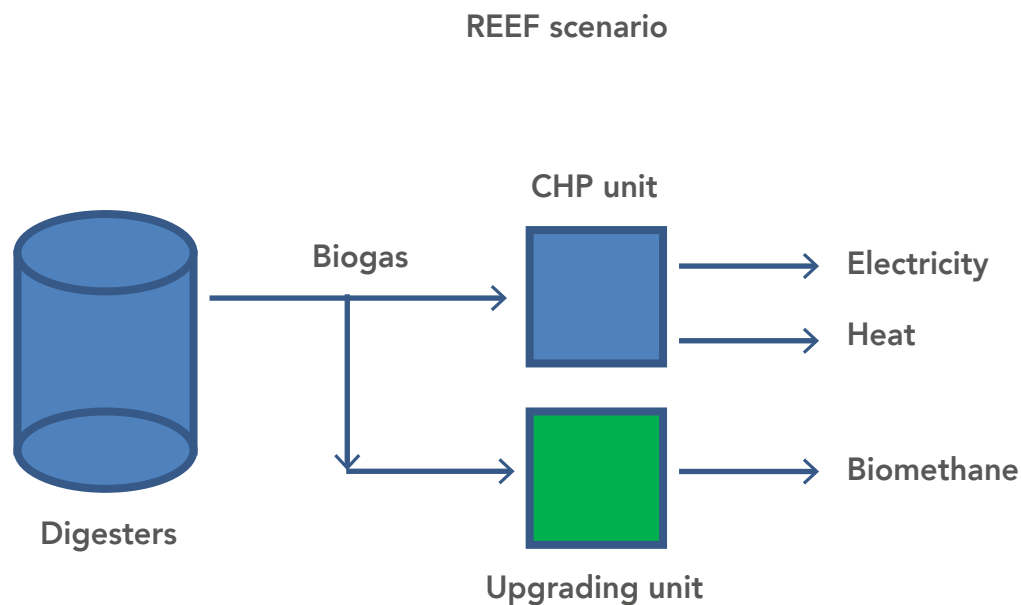 REEF scenario
CHP unit
Biogas
Electricity
Heat
Biomethane
Digesters
Upgrading unit